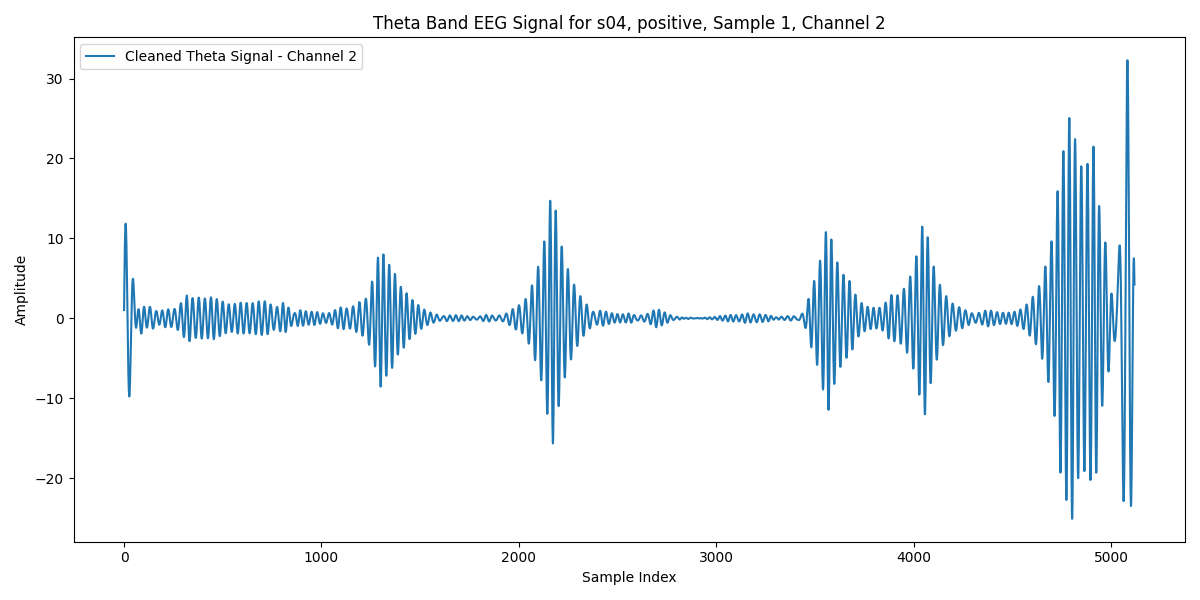 Theta Band EEG Signal for s04, positive, Sample 1, Channel 2
Cleaned Theta Signal - Channel 2
Amplitude
30
20
10
0
−10
−20
0 1000 2000 3000 4000 5000
Sample Index